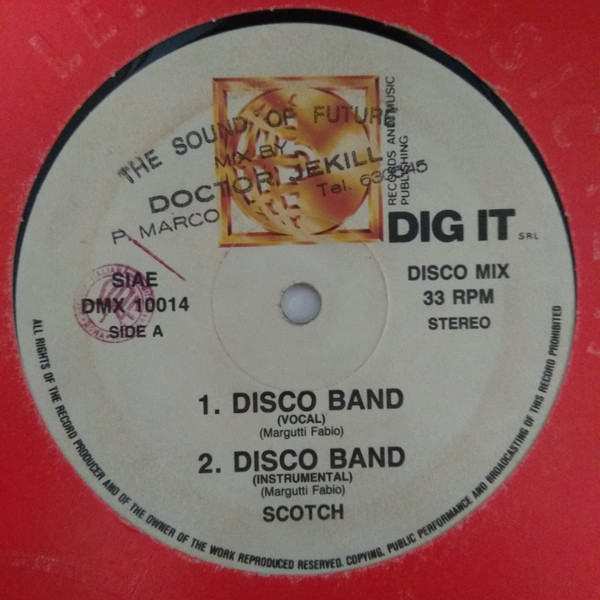 THE SOUND OF FUTURE
MIX BY
DOCTOR JEKILL
P. MARCO
RECORDS AND MUSIC
PUBLISHING
DIG IT S.R.L.
SIAE
DMX 10014
SIDE A
DISCO MIX
33 RPM
STEREO
1. DISCO BAND
(VOCAL)
(Margutti Fabio)
2. DISCO BAND
(INSTRUMENTAL)
(Margutti Fabio)
SCOTCH
ALL RIGHTS OF THE RECORD PRODUCER AND OF THE OWNER OF THE WORK REPRODUCED RESERVED. COPYING, PUBLIC PERFORMANCE AND BROADCASTING OF THIS RECORD PROHIBITED
Tel.